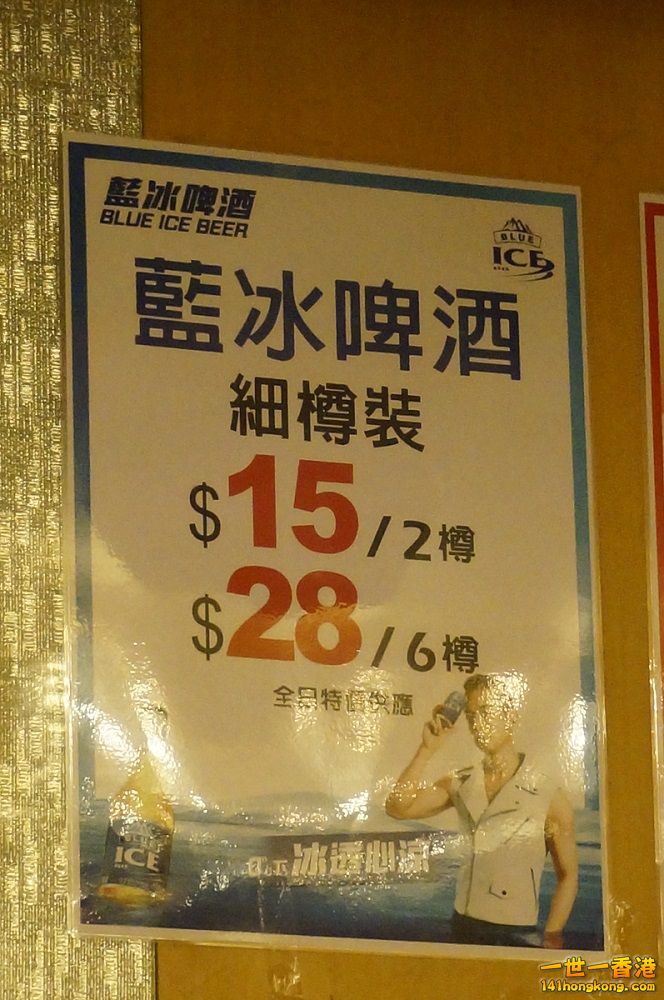 藍冰啤酒
BLUE ICE BEER
BLUE
ICE
藍冰啤酒
細樽裝
$15/2樽
$28/6樽
全日特價供應
ICE
冰透心涼
一世一香港
141hongkong.com